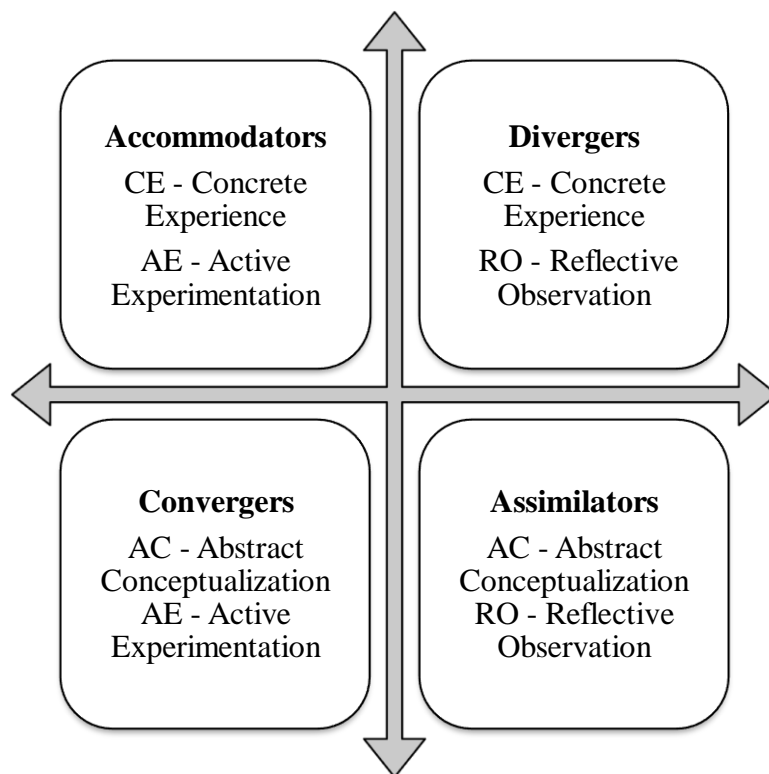 Accommodators
CE - Concrete
Experience
AE - Active
Experimentation
Divergers
CE - Concrete
Experience
RO - Reflective
Observation
Convergers
AC - Abstract
Conceptualization
AE - Active
Experimentation
Assimilators
AC - Abstract
Conceptualization
RO - Reflective
Observation